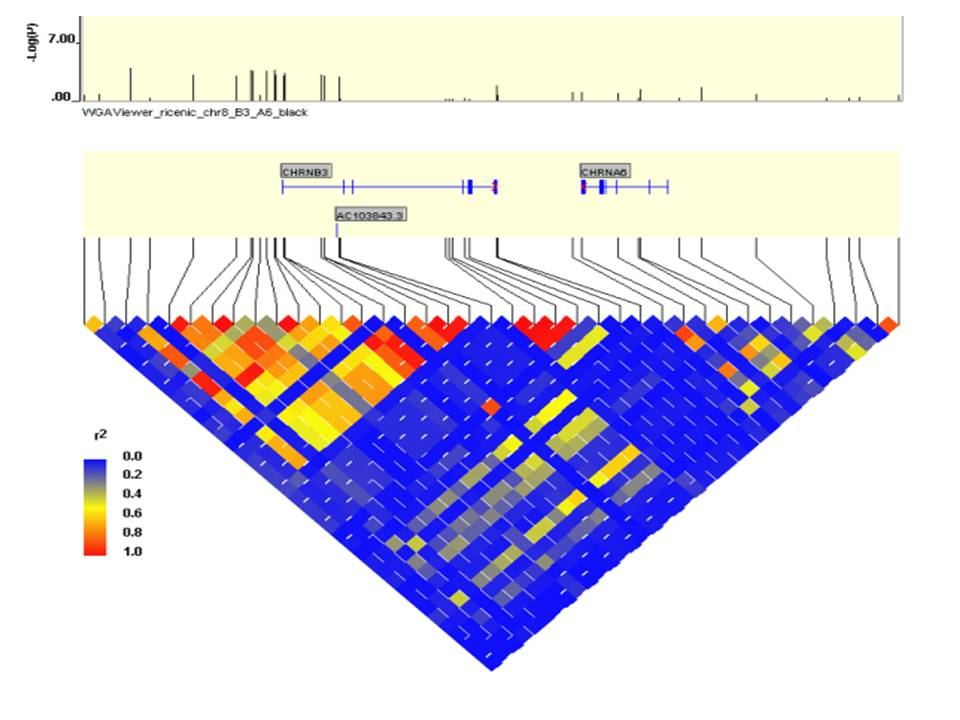 -Log(P)
7.00
.00
WGAViewer_ricenic_chr8_B3_A6_black
CHRNB3
CHRNA6
AC103843.3
r2
0.0
0.2
0.4
0.6
0.8
1.0